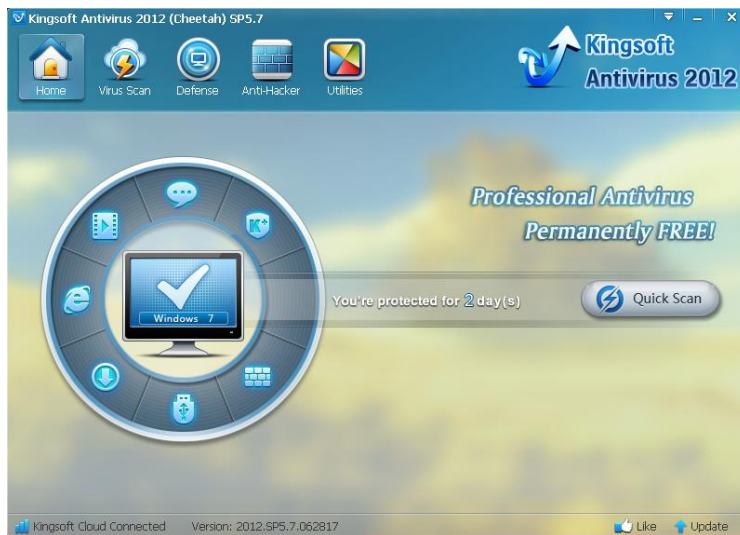 Kingsoft Antivirus 2012 (Cheetah) SP5.7
Home
Virus Scan
Defense
Anti-Hacker
Utilities
Kingsoft
Antivirus 2012
Professional Antivirus
Permanently FREE!
K+
Windows 7
You're protected for 2 day(s)
Quick Scan
Kingsoft Cloud Connected
Version: 2012.SP5.7.062817
Like
Update